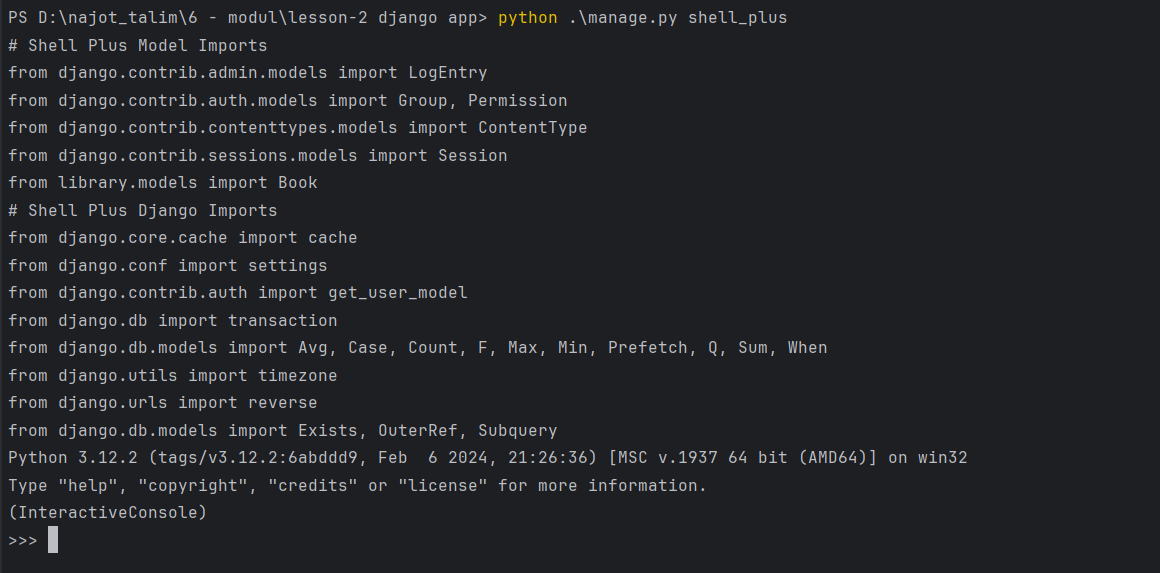 PS D:\najot_talim\6 - modul\lesson-2 django app> python .\manage.py shell_plus
# Shell Plus Model Imports
from django.contrib.admin.models import LogEntry
from django.contrib.auth.models import Group, Permission
from django.contrib.contenttypes.models import ContentType
from django.contrib.sessions.models import Session
from library.models import Book
# Shell Plus Django Imports
from django.core.cache import cache
from django.conf import settings
from django.contrib.auth import get_user_model
from django.db import transaction
from django.db.models import Avg, Case, Count, F, Max, Min, Prefetch, Q, Sum, When
from django.utils import timezone
from django.urls import reverse
from django.db.models import Exists, OuterRef, Subquery
Python 3.12.2 (tags/v3.12.2:6abddd9, Feb  6 2024, 21:26:36) [MSC v.1937 64 bit (AMD64)] on win32
Type "help", "copyright", "credits" or "license" for more information.
(InteractiveConsole)
>>>